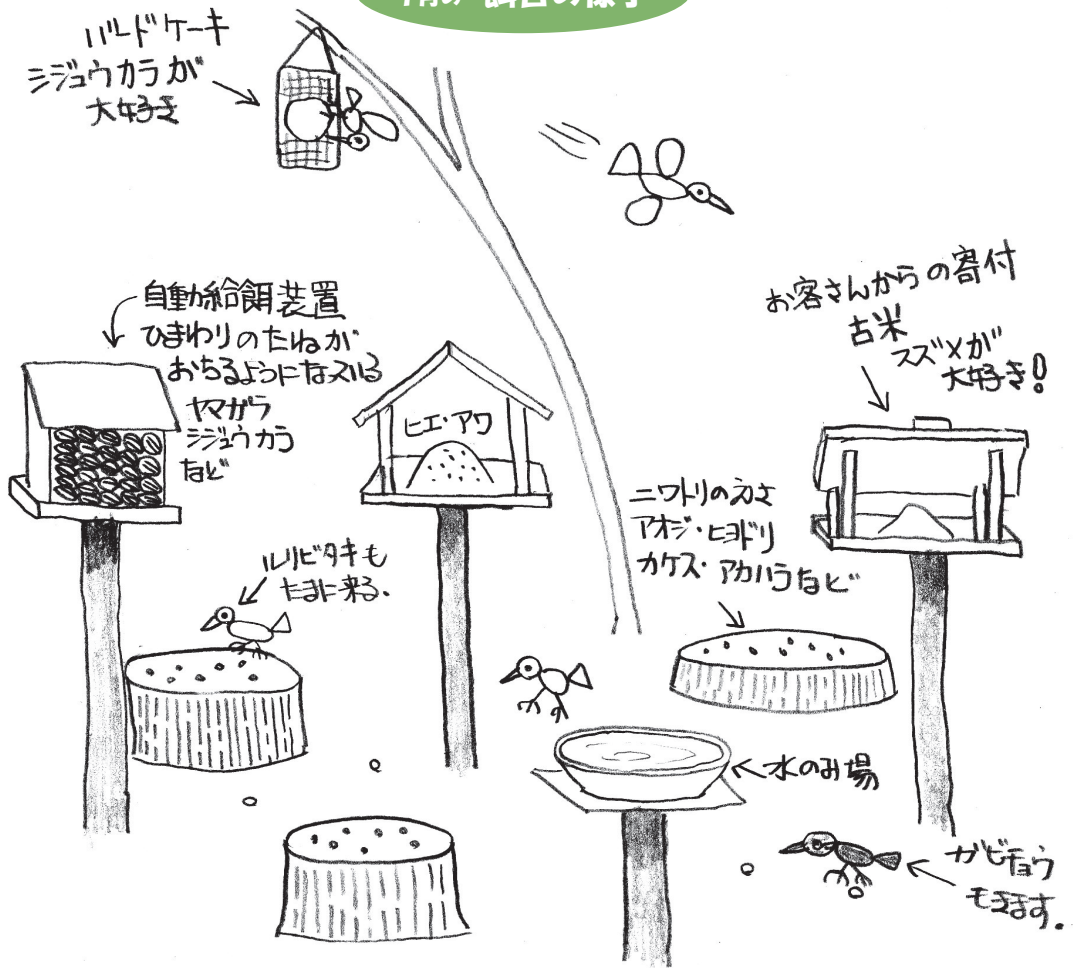 餌台の様子
バードケーキ
シジュウカラが
大好き
自動給餌装置
ひまわりのたねが
おちるようになっている
ヤマガラ
シジュウカラ
など
ヒエ・アワ
お客さんからの寄付
古米
スズメが
大好き!
ニワトリのえさ
アオジ・ヒヨドリ
カケス・アカハラなど
ルリビタキも
たまに来る.
水のみ場
ガビチョウ
もきます.